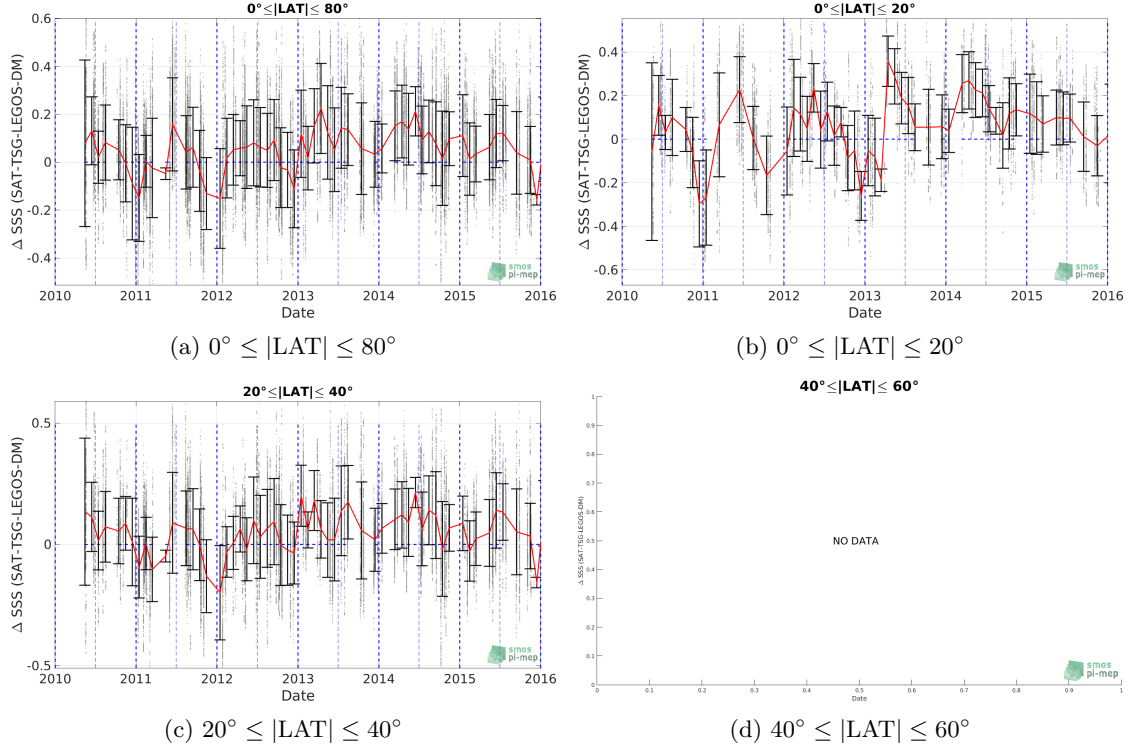 0°≤|LAT|≤ 80°
Δ SSS (SAT-TSG-LEGOS-DM)
0.6
0.4
0.2
0
-0.2
-0.4
2010 2011 2012 2013 2014 2015 2016
Date
smos
pi-mep
(a) 0° ≤ |LAT| ≤ 80°
0°≤|LAT|≤ 20°
Δ SSS (SAT-TSG-LEGOS-DM)
0.4
0.2
0
-0.2
-0.4
-0.6
2010 2011 2012 2013 2014 2015 2016
Date
smos
pi-mep
(b) 0° ≤ |LAT| ≤ 20°
20°≤|LAT|≤ 40°
Δ SSS (SAT-TSG-LEGOS-DM)
0.5
0
-0.5
2010 2011 2012 2013 2014 2015 2016
Date
smos
pi-mep
(c) 20° ≤ |LAT| ≤ 40°
40°≤|LAT|≤ 60°
Δ SSS (SAT-TSG-LEGOS-DM)
1
0.9
0.8
0.7
0.6
0.5
0.4
0.3
0.2
0.1
0
NO DATA
0 0.1 0.2 0.3 0.4 0.5 0.6 0.7 0.8 0.9 1
Date
smos
pi-mep
(d) 40° ≤ |LAT| ≤ 60°